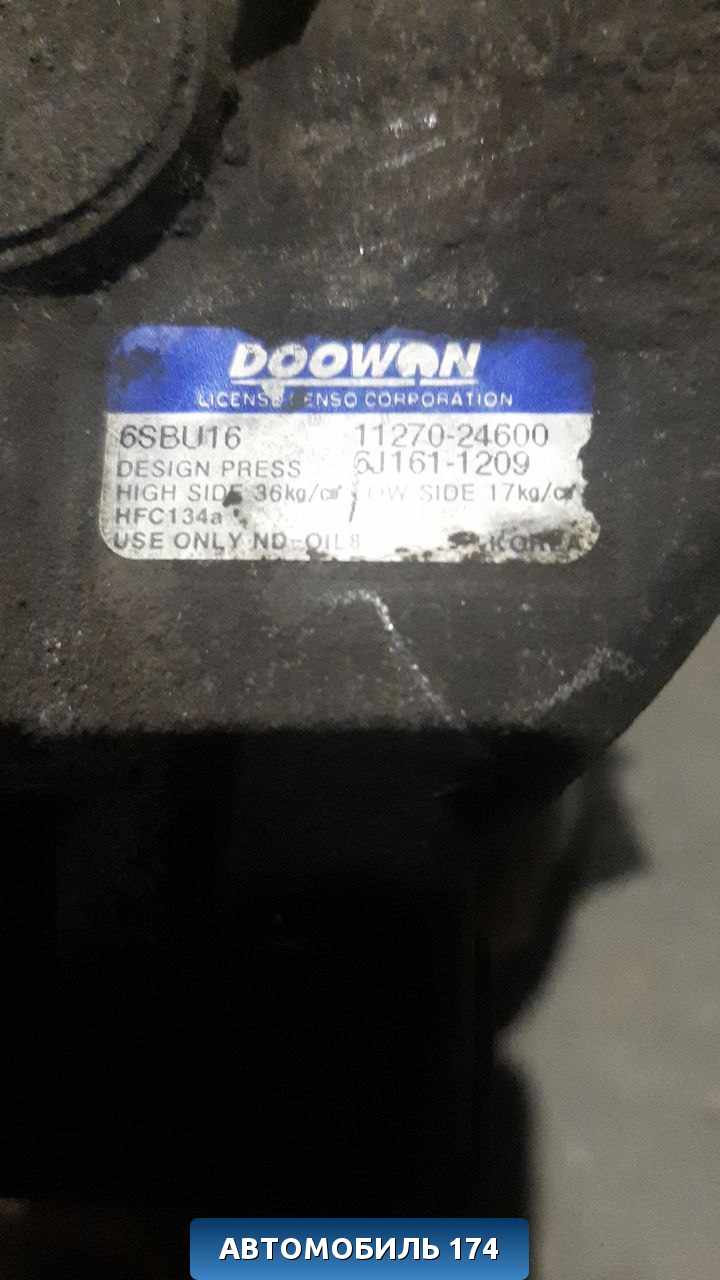 DOOWON
LICENSE DENSO CORPORATION
6SBU16 11270-24600
DESIGN PRESS 6J161-1209
HIGH SIDE 36kg/c㎡ LOW SIDE 17kg/c㎡
HFC134a
USE ONLY ND-OIL8 KOREA
АВТОМОБИЛЬ 174